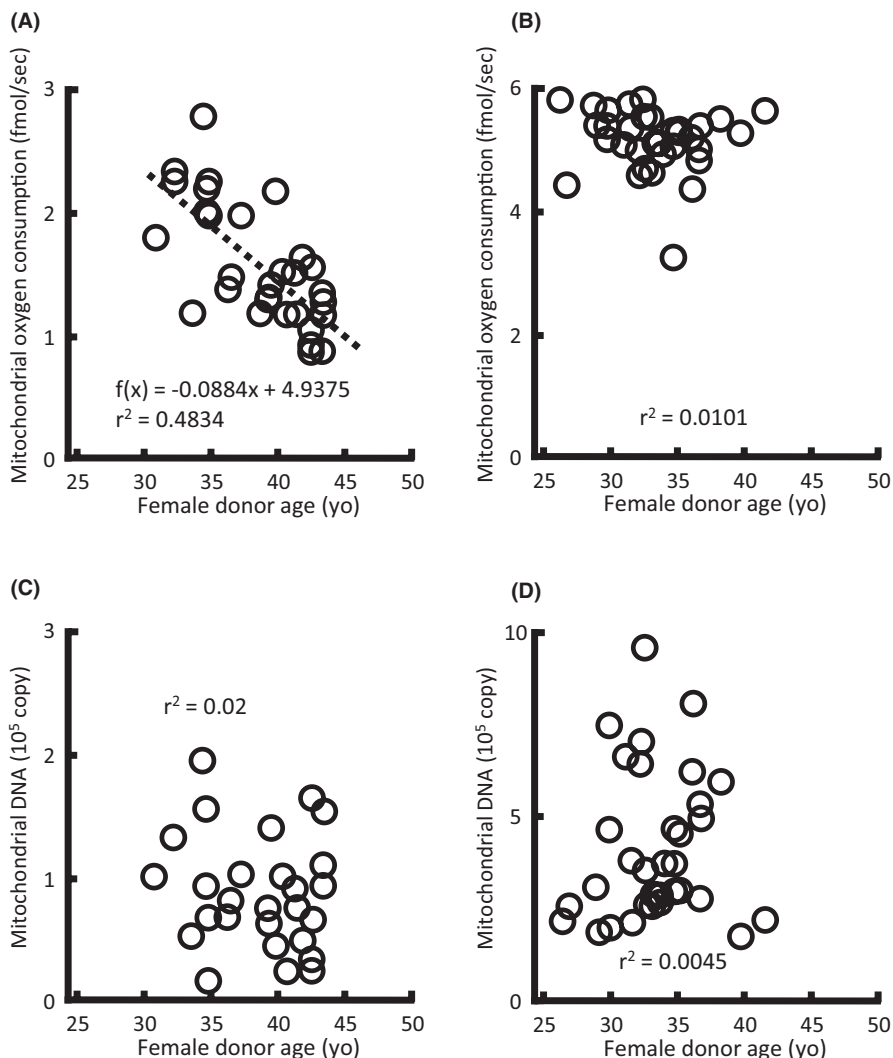 (A)
Mitochondrial oxygen consumption (fmol/sec)
3
2
1
0
f(x) = -0.0884x + 4.9375
r² = 0.4834
25 30 35 40 45 50
Female donor age (yo)
(B)
Mitochondrial oxygen consumption (fmol/sec)
6
4
2
0
r² = 0.0101
25 30 35 40 45 50
Female donor age (yo)
(C)
Mitochondrial DNA (10⁵ copy)
3
2
1
0
r² = 0.02
25 30 35 40 45 50
Female donor age (yo)
(D)
Mitochondrial DNA (10⁵ copy)
10
5
0
r² = 0.0045
25 30 35 40 45 50
Female donor age (yo)